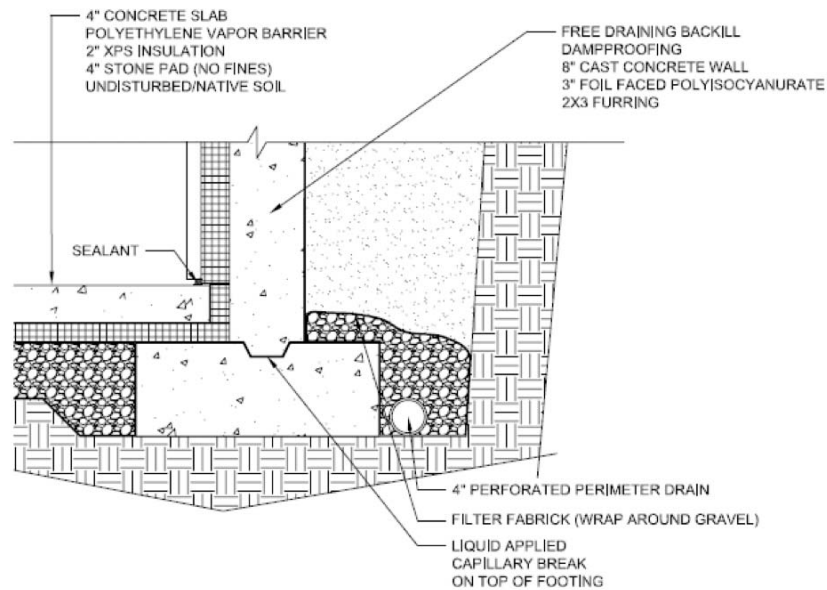 4" CONCRETE SLAB
POLYETHYLENE VAPOR BARRIER
2" XPS INSULATION
4" STONE PAD (NO FINES)
UNDISTURBED/NATIVE SOIL
FREE DRAINING BACKILL
DAMPPROOFING
8" CAST CONCRETE WALL
3" FOIL FACED POLYISOCYANURATE
2X3 FURRING
SEALANT
4" PERFORATED PERIMETER DRAIN
FILTER FABRICK (WRAP AROUND GRAVEL)
LIQUID APPLIED
CAPILLARY BREAK
ON TOP OF FOOTING